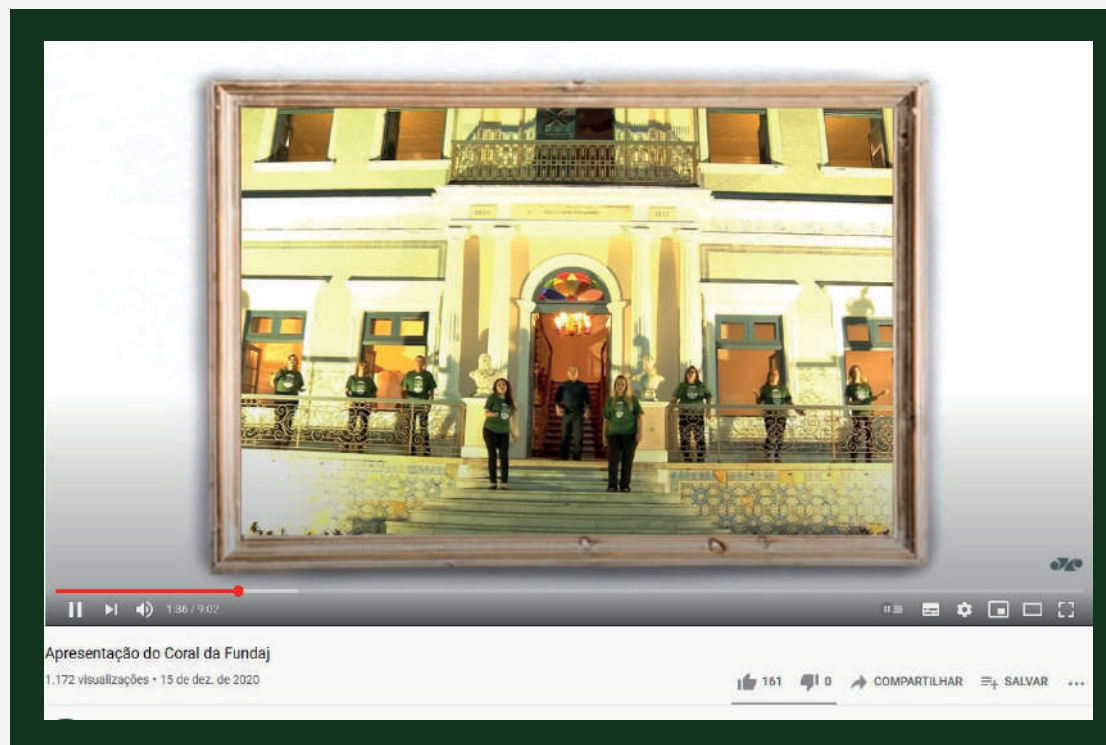 1:36 / 9:02
Apresentação do Coral da Fundaj
1.172 visualizações • 15 de dez. de 2020
161
0
COMPARTILHAR
SALVAR